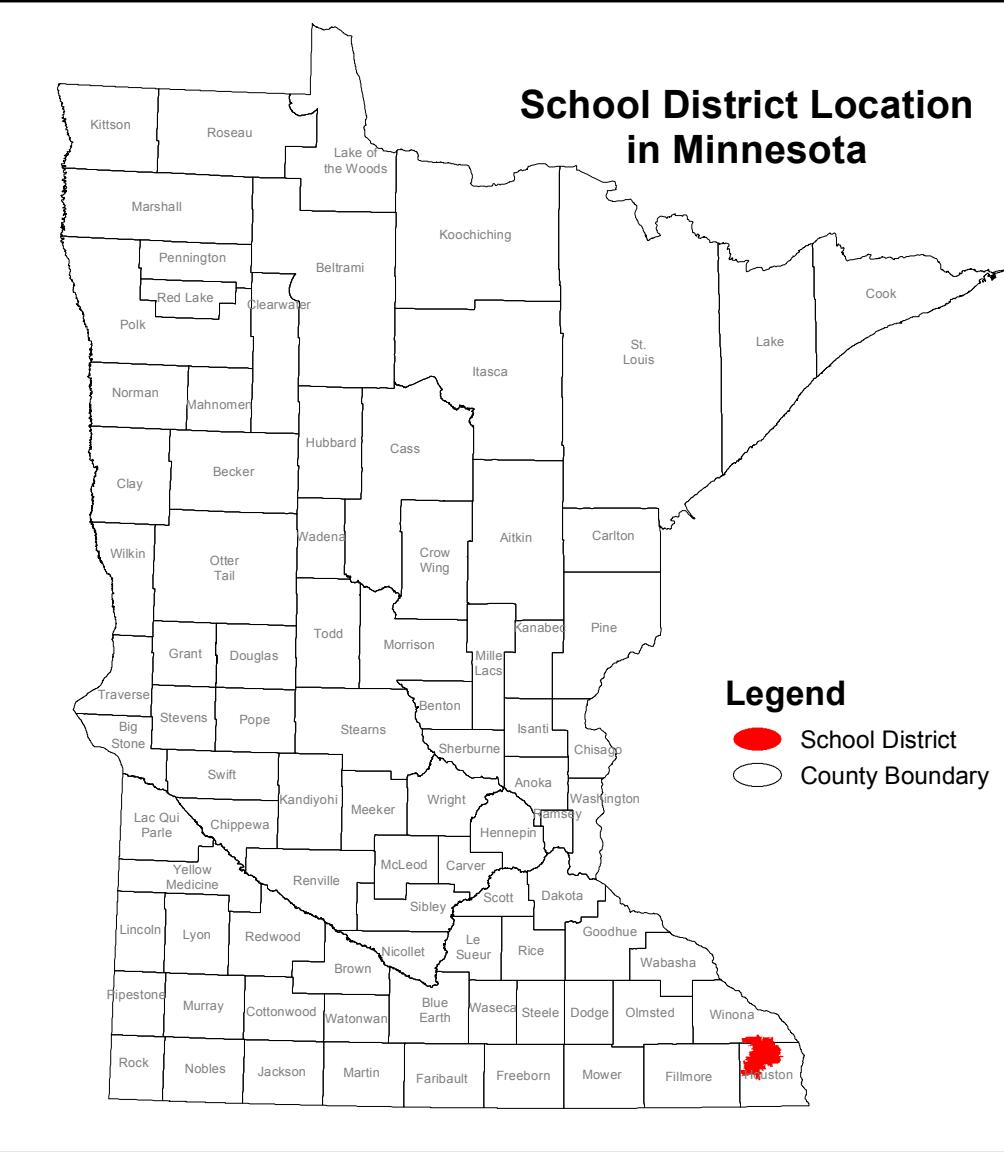 School District Location
in Minnesota
Kittson
Roseau
Lake of
the Woods
Marshall
Koochiching
Pennington
Beltrami
Red Lake
Clearwater
Cook
Polk
St.
Louis
Lake
Itasca
Norman
Mahnomen
Hubbard
Cass
Becker
Clay
Wadena
Aitkin
Carlton
Wilkin
Crow
Wing
Otter
Tail
Todd
Kanabec
Pine
Morrison
Grant
Douglas
Mille
Lacs
Traverse
Benton
Legend
Stevens
Pope
Stearns
Isanti
Big
Stone
Sherburne
Chisago
School District
County Boundary
Swift
Anoka
Kandiyohi
Wright
Washington
Meeker
Ramsey
Lac Qui
Parle
Chippewa
Hennepin
McLeod
Carver
Yellow
Medicine
Renville
Scott
Dakota
Sibley
Lincoln
Lyon
Redwood
Goodhue
Le
Sueur
Rice
Nicollet
Wabasha
Brown
Pipestone
Murray
Cottonwood
Watonwan
Blue
Earth
Waseca
Steele
Dodge
Olmsted
Winona
Rock
Nobles
Jackson
Martin
Faribault
Freeborn
Mower
Fillmore
Houston